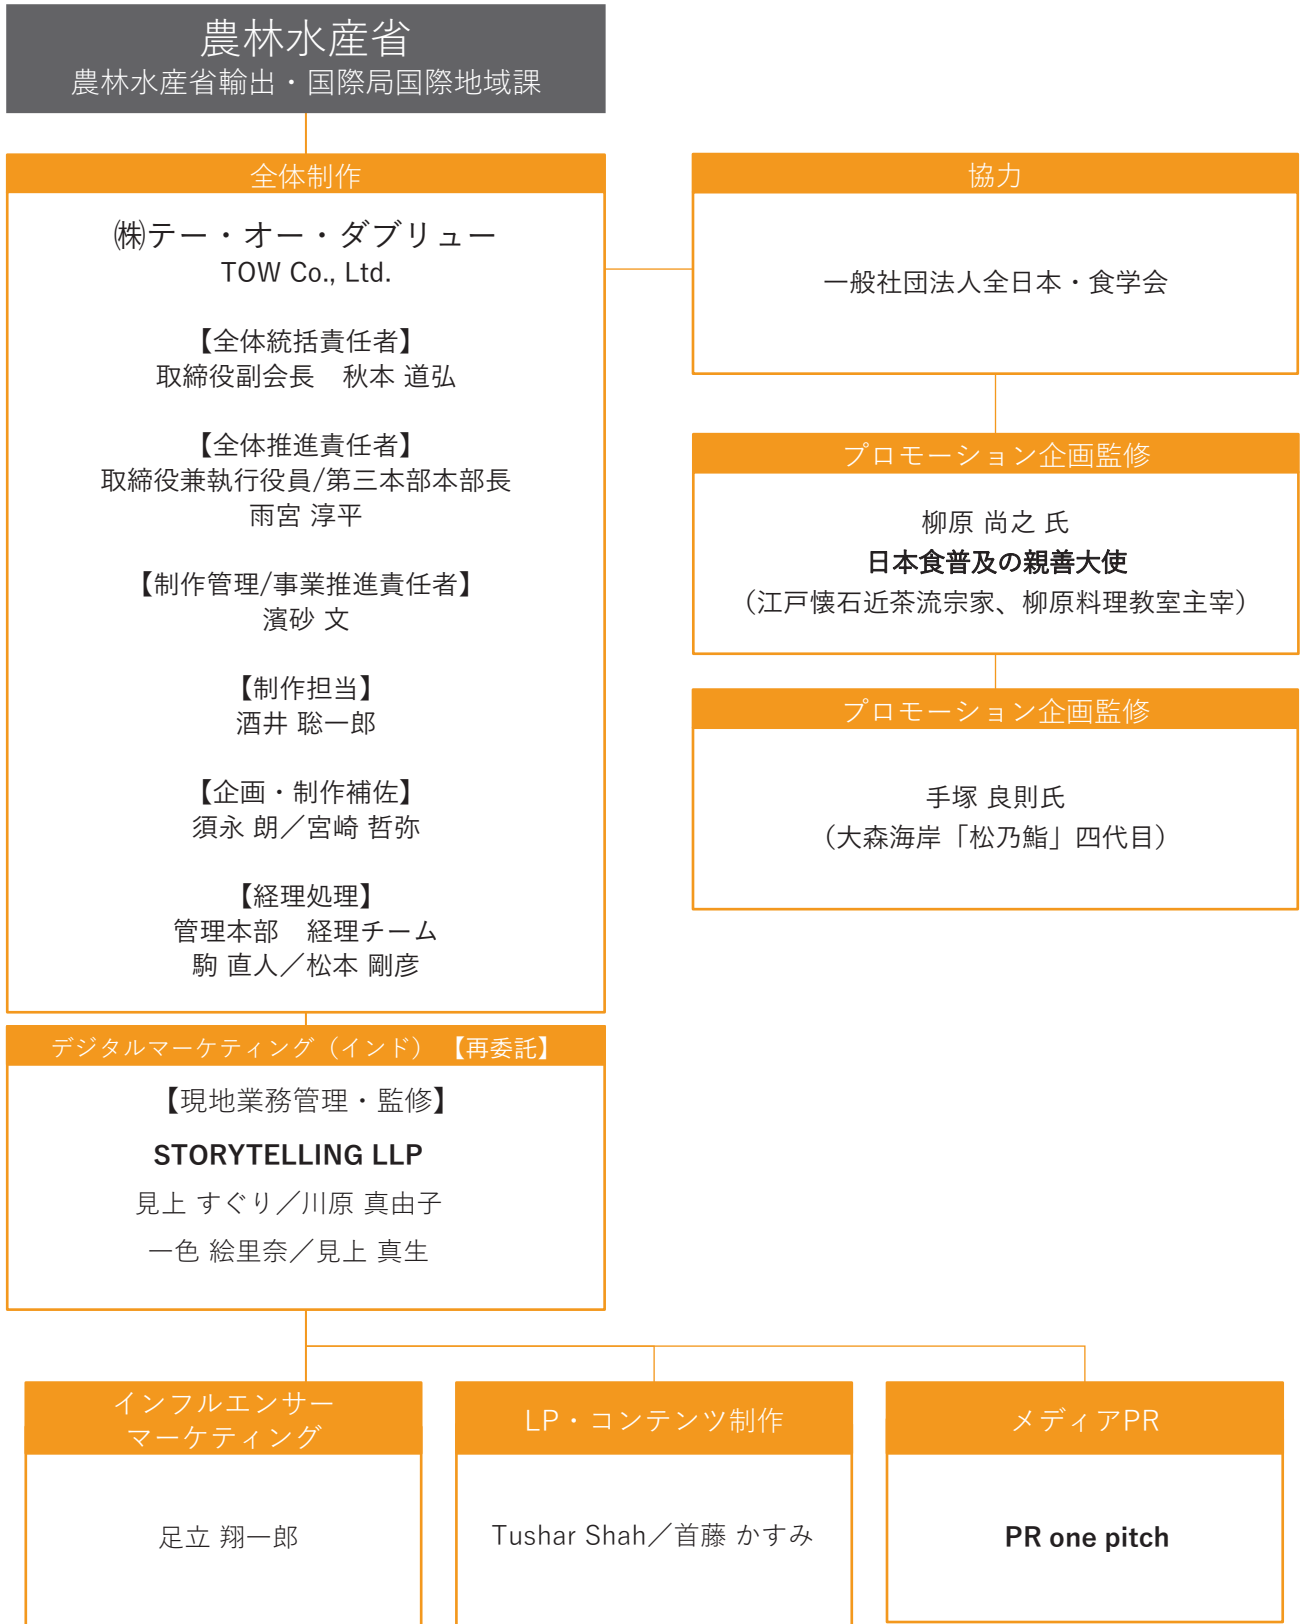 農林水産省
農林水産省輸出・国際局国際地域課
全体制作
㈱テー・オー・ダブリュー
TOW Co., Ltd.
【全体統括責任者】
取締役副会長　秋本 道弘
【全体推進責任者】
取締役兼執行役員/第三本部本部長
雨宮 淳平
【制作管理/事業推進責任者】
濱砂 文
【制作担当】
酒井 聡一郎
【企画・制作補佐】
須永 朗／宮崎 哲弥
【経理処理】
管理本部　経理チーム
駒 直人／松本 剛彦
協力
一般社団法人全日本・食学会
プロモーション企画監修
柳原 尚之 氏
日本食普及の親善大使
（江戸懐石近茶流宗家、柳原料理教室主宰）
プロモーション企画監修
手塚 良則氏
（大森海岸「松乃鮨」四代目）
デジタルマーケティング（インド）【再委託】
【現地業務管理・監修】
STORYTELLING LLP
見上 すぐり／川原 真由子
一色 絵里奈／見上 真生
インフルエンサー
マーケティング
足立 翔一郎
LP・コンテンツ制作
Tushar Shah／首藤 かすみ
メディアPR
PR one pitch